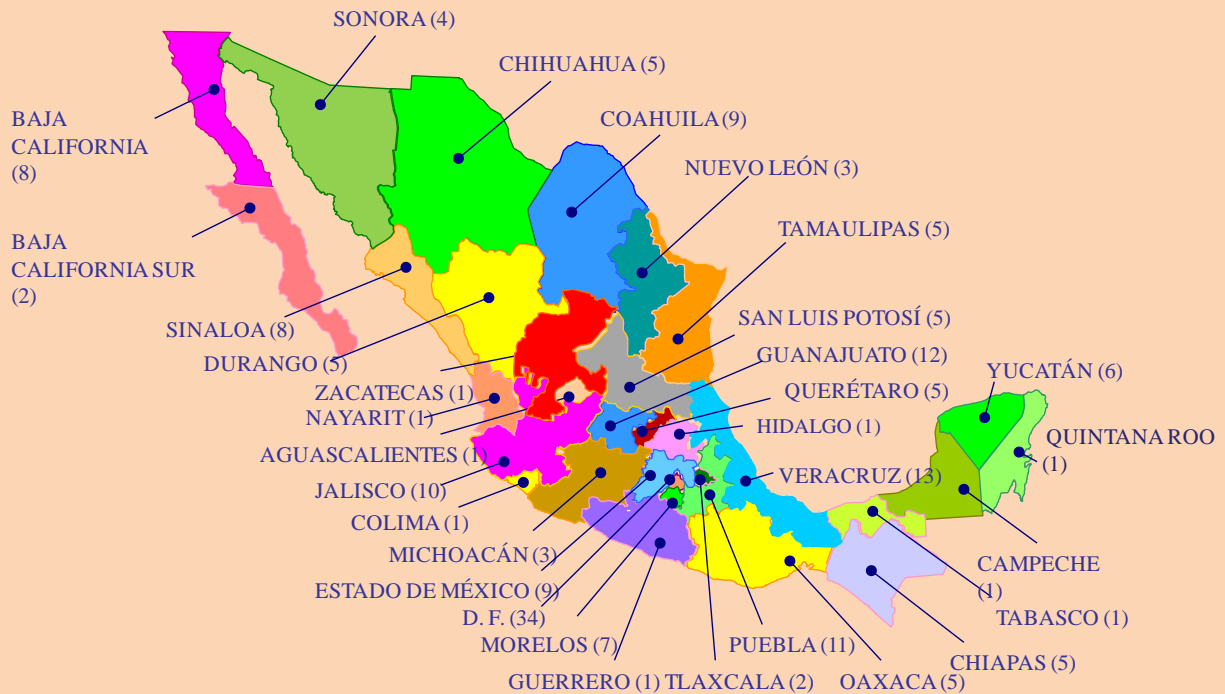 SONORA (4)
CHIHUAHUA (5)
BAJA
CALIFORNIA
(8)
COAHUILA (9)
NUEVO LEÓN (3)
TAMAULIPAS (5)
BAJA
CALIFORNIA SUR
(2)
SINALOA (8)
SAN LUIS POTOSÍ (5)
DURANGO (5)
GUANAJUATO (12)
YUCATÁN (6)
ZACATECAS (1)
QUERÉTARO (5)
NAYARIT (1)
HIDALGO (1)
QUINTANA ROO
(1)
AGUASCALIENTES (1)
VERACRUZ (13)
JALISCO (10)
COLIMA (1)
MICHOACÁN (3)
CAMPECHE
(1)
ESTADO DE MÉXICO (9)
D. F. (34)
TABASCO (1)
MORELOS (7)
PUEBLA (11)
CHIAPAS (5)
GUERRERO (1)
TLAXCALA (2)
OAXACA (5)